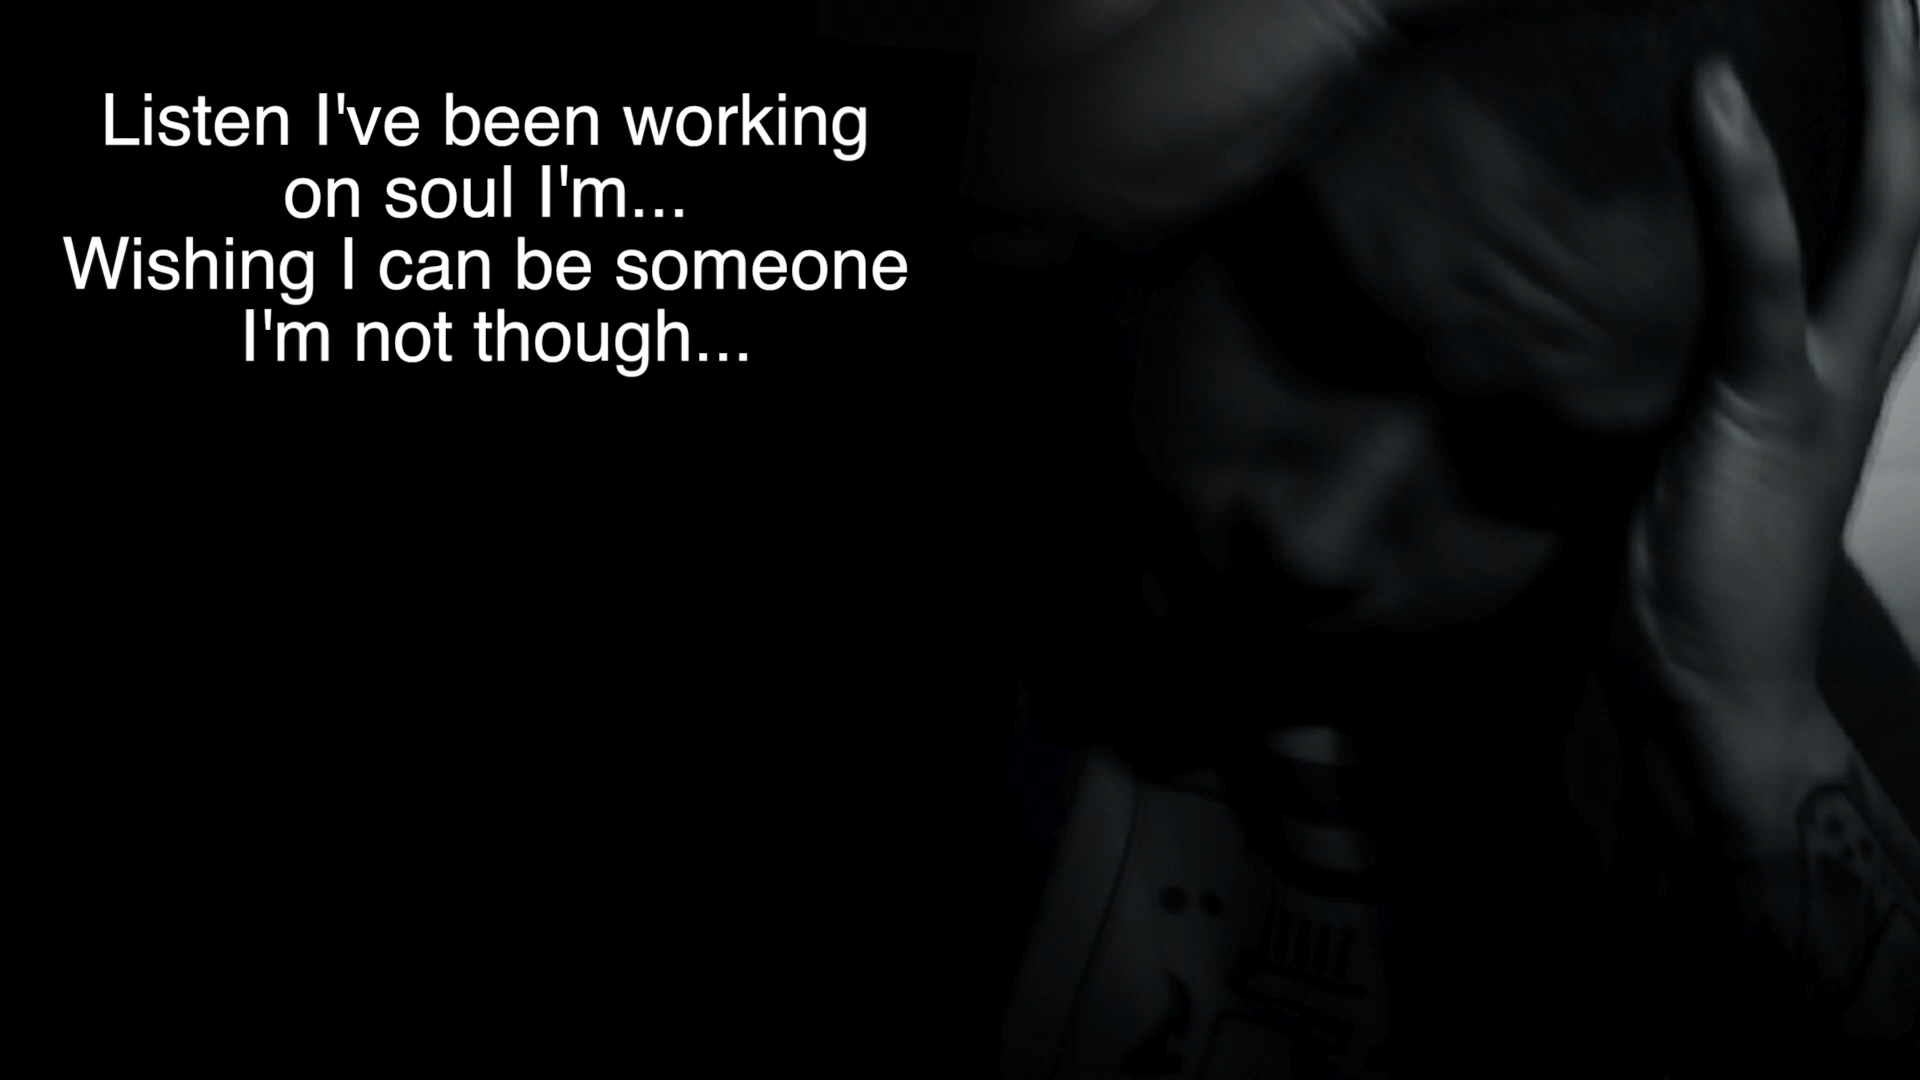 Listen I've been working
on soul I'm...
Wishing I can be someone
I'm not though...